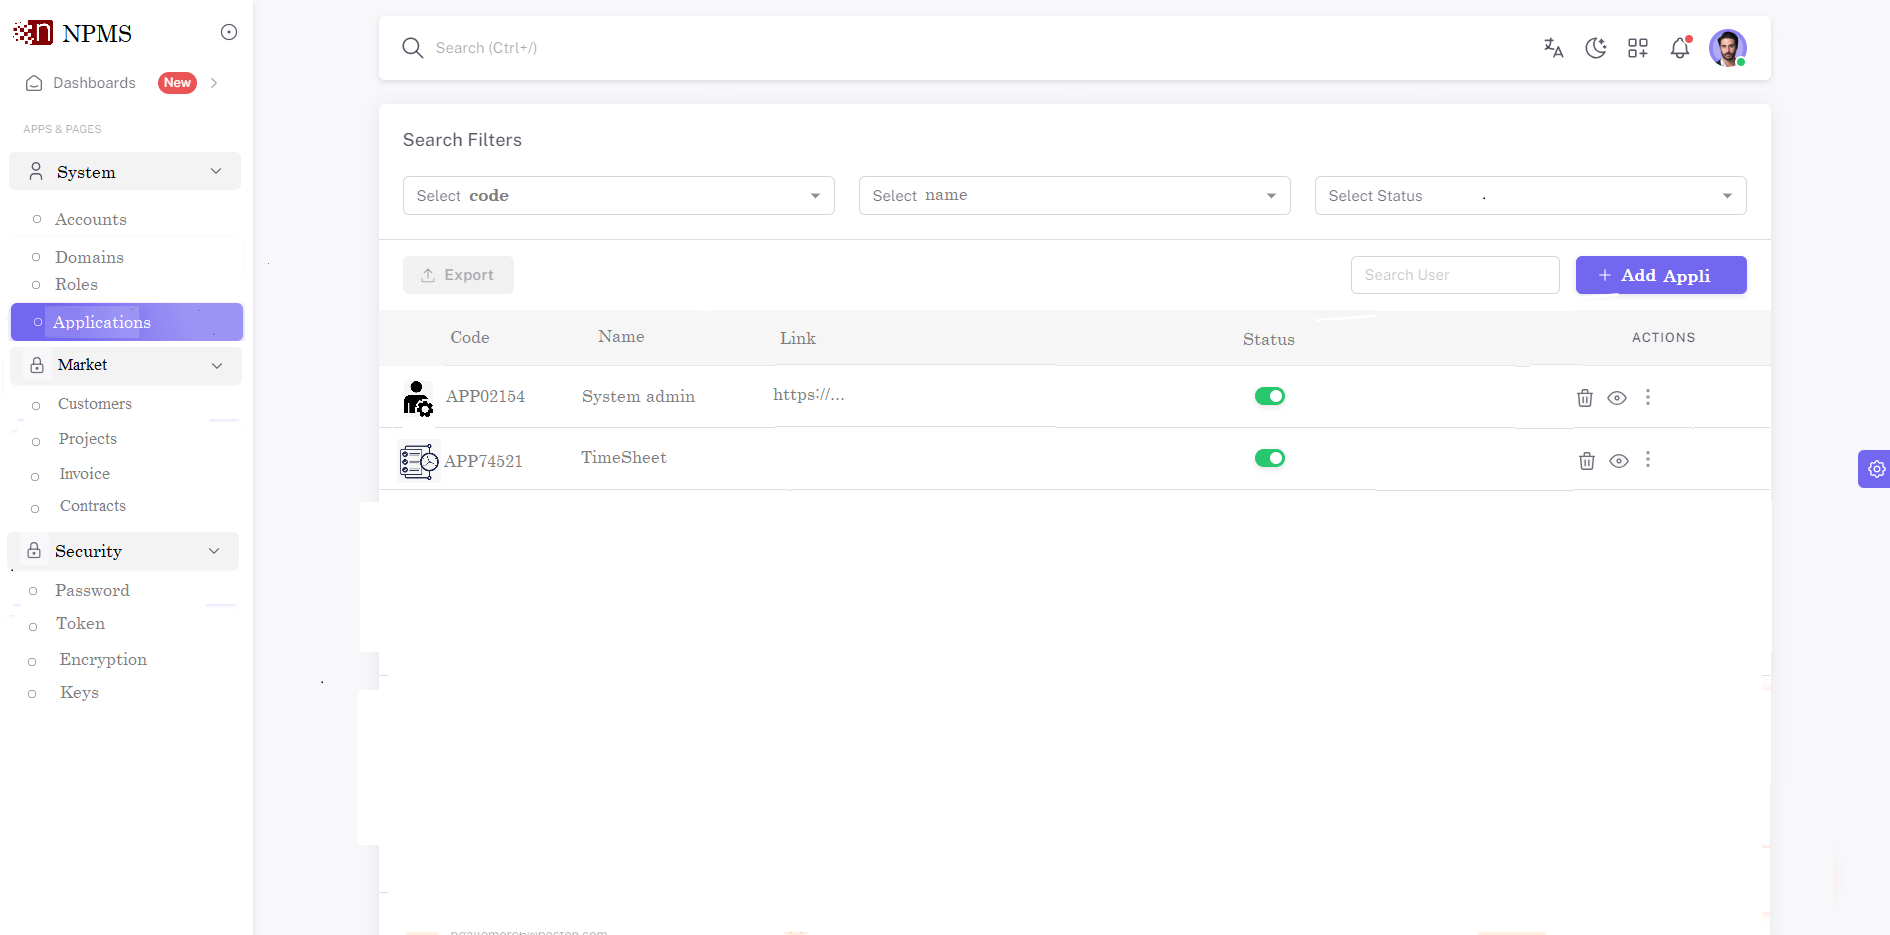 NPMS
Dashboards New
APPS & PAGES
System
Accounts
Domains
Roles
Applications
Market
Customers
Projects
Invoice
Contracts
Security
Password
Token
Encryption
Keys
Search (Ctrl+/)
Search Filters
Select code
Select name
Select Status
Export
Search User
+ Add Appli
Code Name Link Status ACTIONS
APP02154 System admin https://...
APP74521 TimeSheet